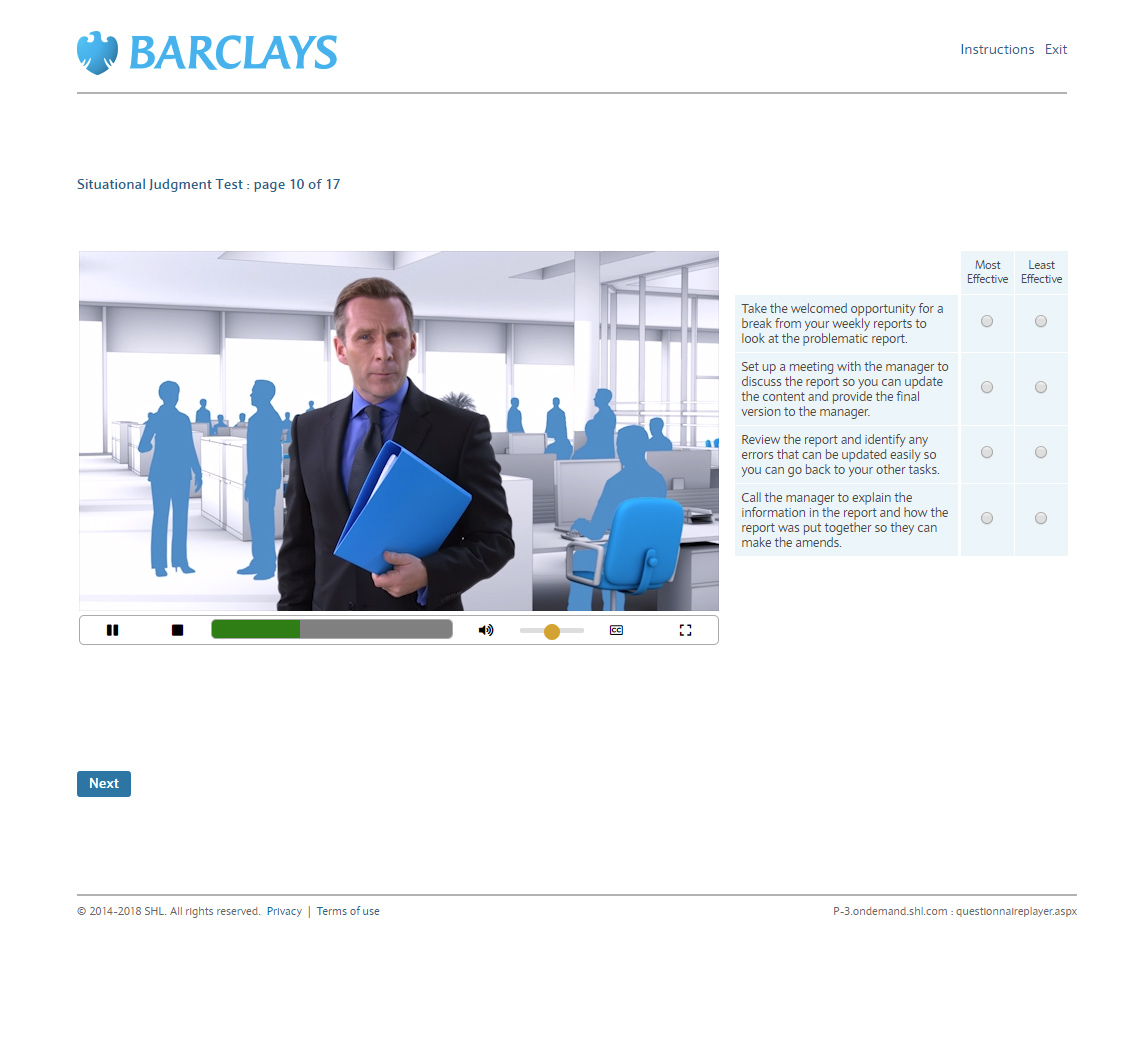 BARCLAYS
Instructions Exit
Situational Judgment Test : page 10 of 17
Most
Effective
Least
Effective
Take the welcomed opportunity for a
break from your weekly reports to
look at the problematic report.
Set up a meeting with the manager to
discuss the report so you can update
the content and provide the final
version to the manager.
Review the report and identify any
errors that can be updated easily so
you can go back to your other tasks.
Call the manager to explain the
information in the report and how the
report was put together so they can
make the amends.
CC
Next
© 2014-2018 SHL. All rights reserved. Privacy | Terms of use
P-3.ondemand.shl.com : questionnaireplayer.aspx